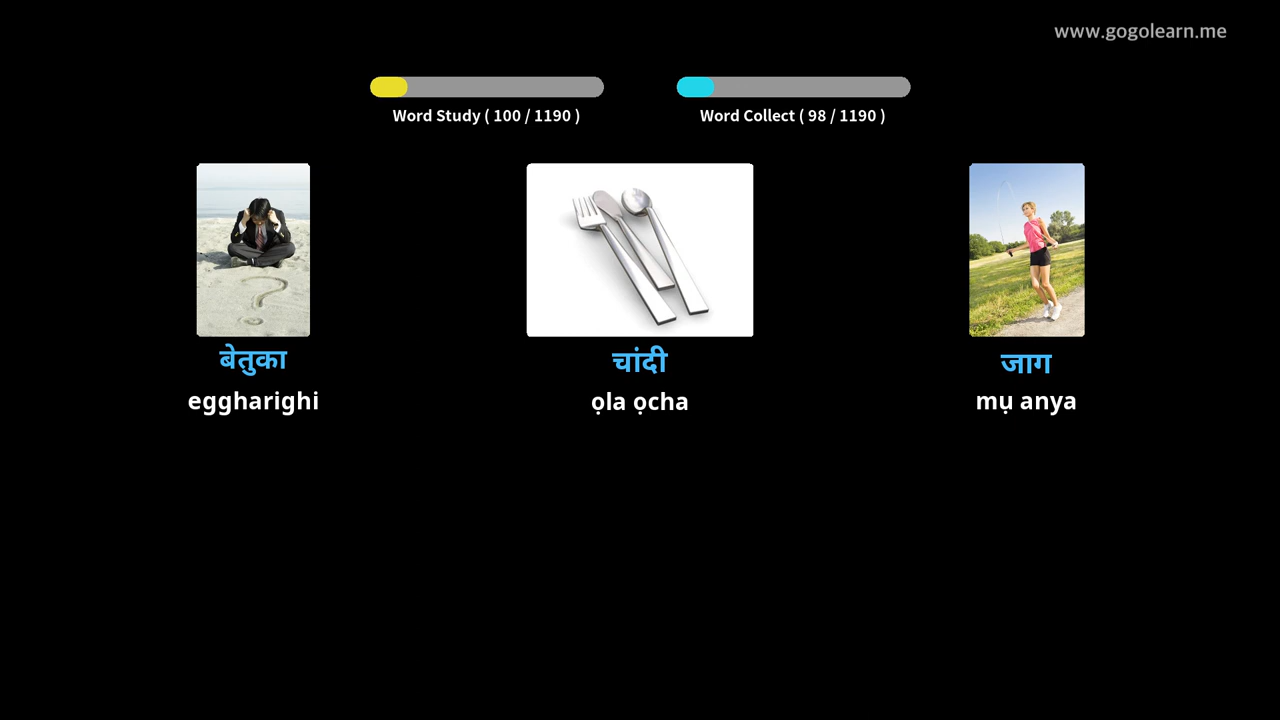 www.gogolearn.me
Word Study ( 100 / 1190 )
Word Collect ( 98 / 1190 )
बेतुका
चांदी
जाग
eggharighi
ọla ọcha
mụ anya